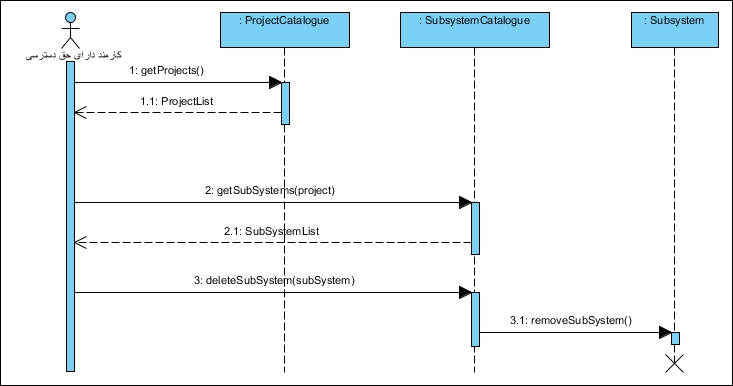 : ProjectCatalogue
: SubsystemCatalogue
: Subsystem
کارمند دارای حق دسترسی
1: getProjects()
1.1: ProjectList
2: getSubSystems(project)
2.1: SubSystemList
3: deleteSubSystem(subSystem)
3.1: removeSubSystem()